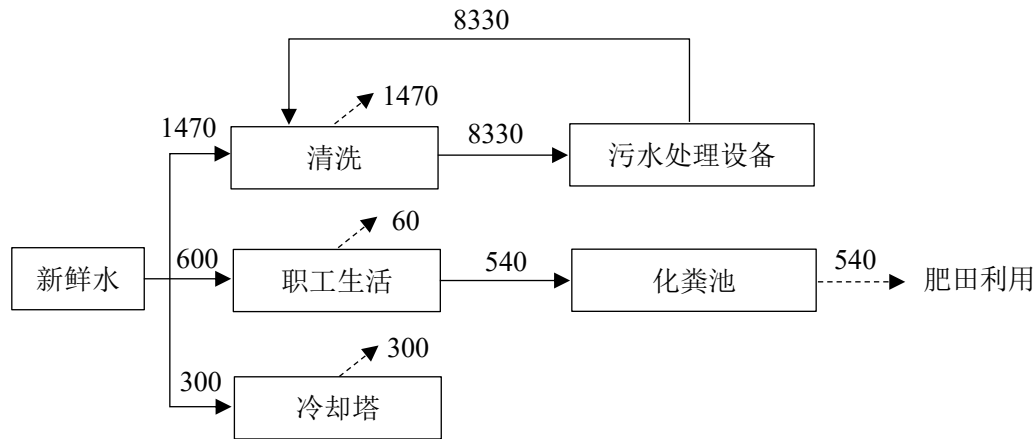 8330
1470
1470
清洗
8330
污水处理设备
60
新鲜水
600
职工生活
540
化粪池
540
肥田利用
300
300
冷却塔